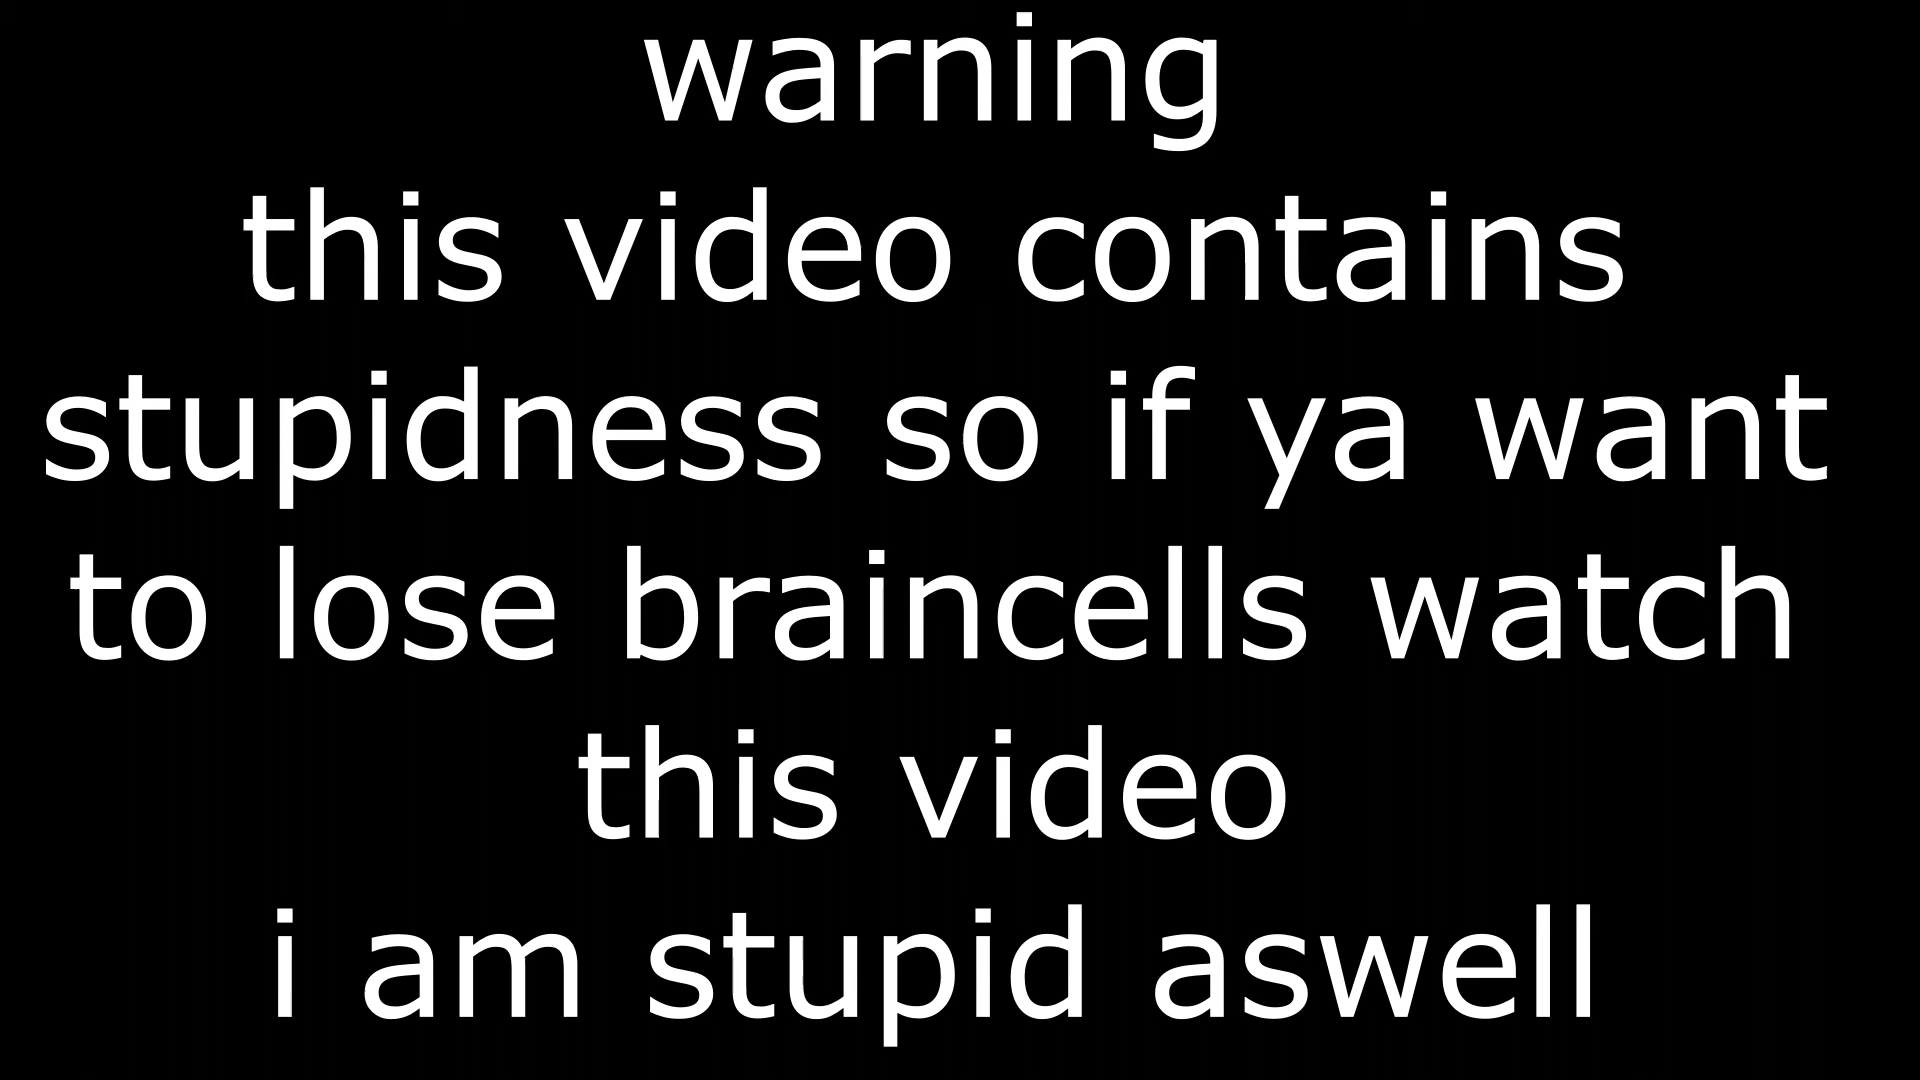 warning
this video contains
stupidness so if ya want
to lose braincells watch
this video
i am stupid aswell